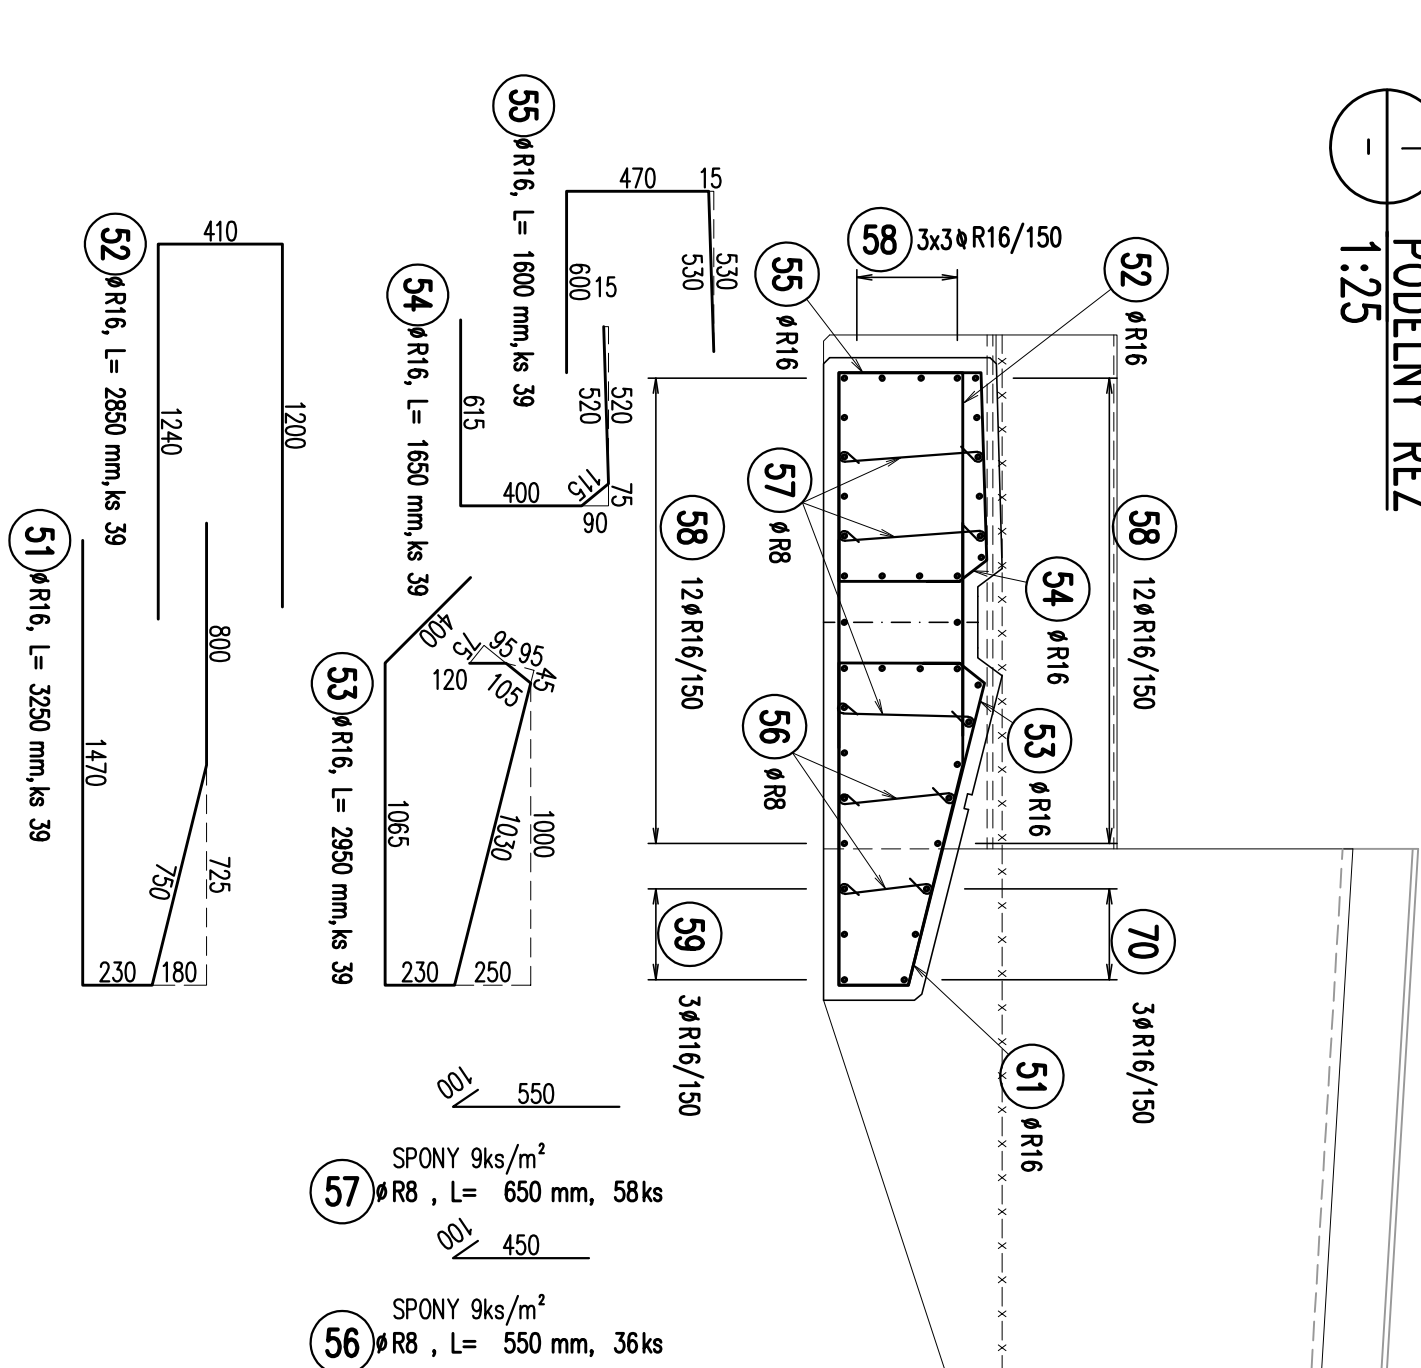 PODÉLNÝ ŘEZ
1:25
-
55
øR16, L= 1600 mm, ks 39
470
15
600
530
530
52
øR16, L= 2850 mm, ks 39
410
1240
1200
54
øR16, L= 1650 mm, ks 39
15
615
520
520
400
115
75
90
51
øR16, L= 3250 mm, ks 39
800
1470
750
725
230
180
53
øR16, L= 2950 mm, ks 39
400
75
95
95
45
120
105
1065
1030
1000
230
250
58
3x3øR16/150
55
øR16
52
øR16
57
øR8
58
12øR16/150
58
12øR16/150
54
øR16
53
øR16
56
øR8
59
3øR16/150
70
3øR16/150
51
øR16
100
550
SPONY 9ks/m²
57
øR8 , L= 650 mm, 58ks
100
450
SPONY 9ks/m²
56
øR8 , L= 550 mm, 36ks